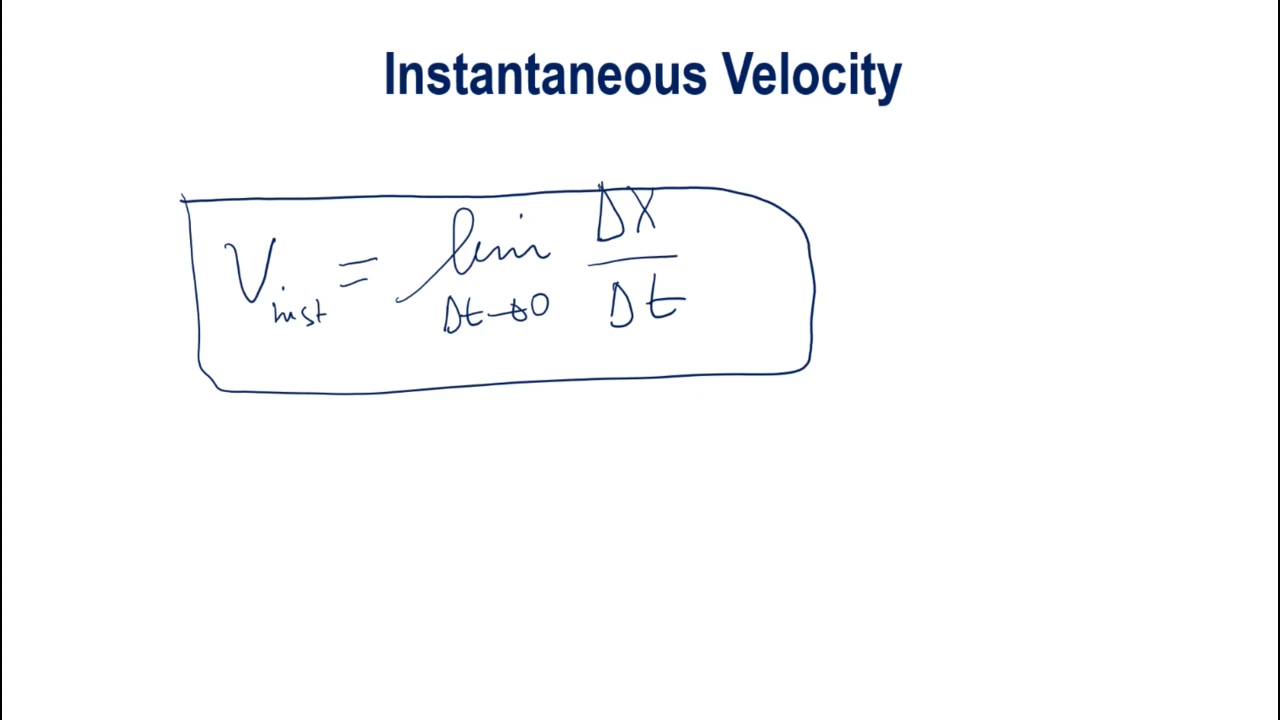 Instantaneous Velocity
V_inst = lim_{Δt→0} Δx/Δt